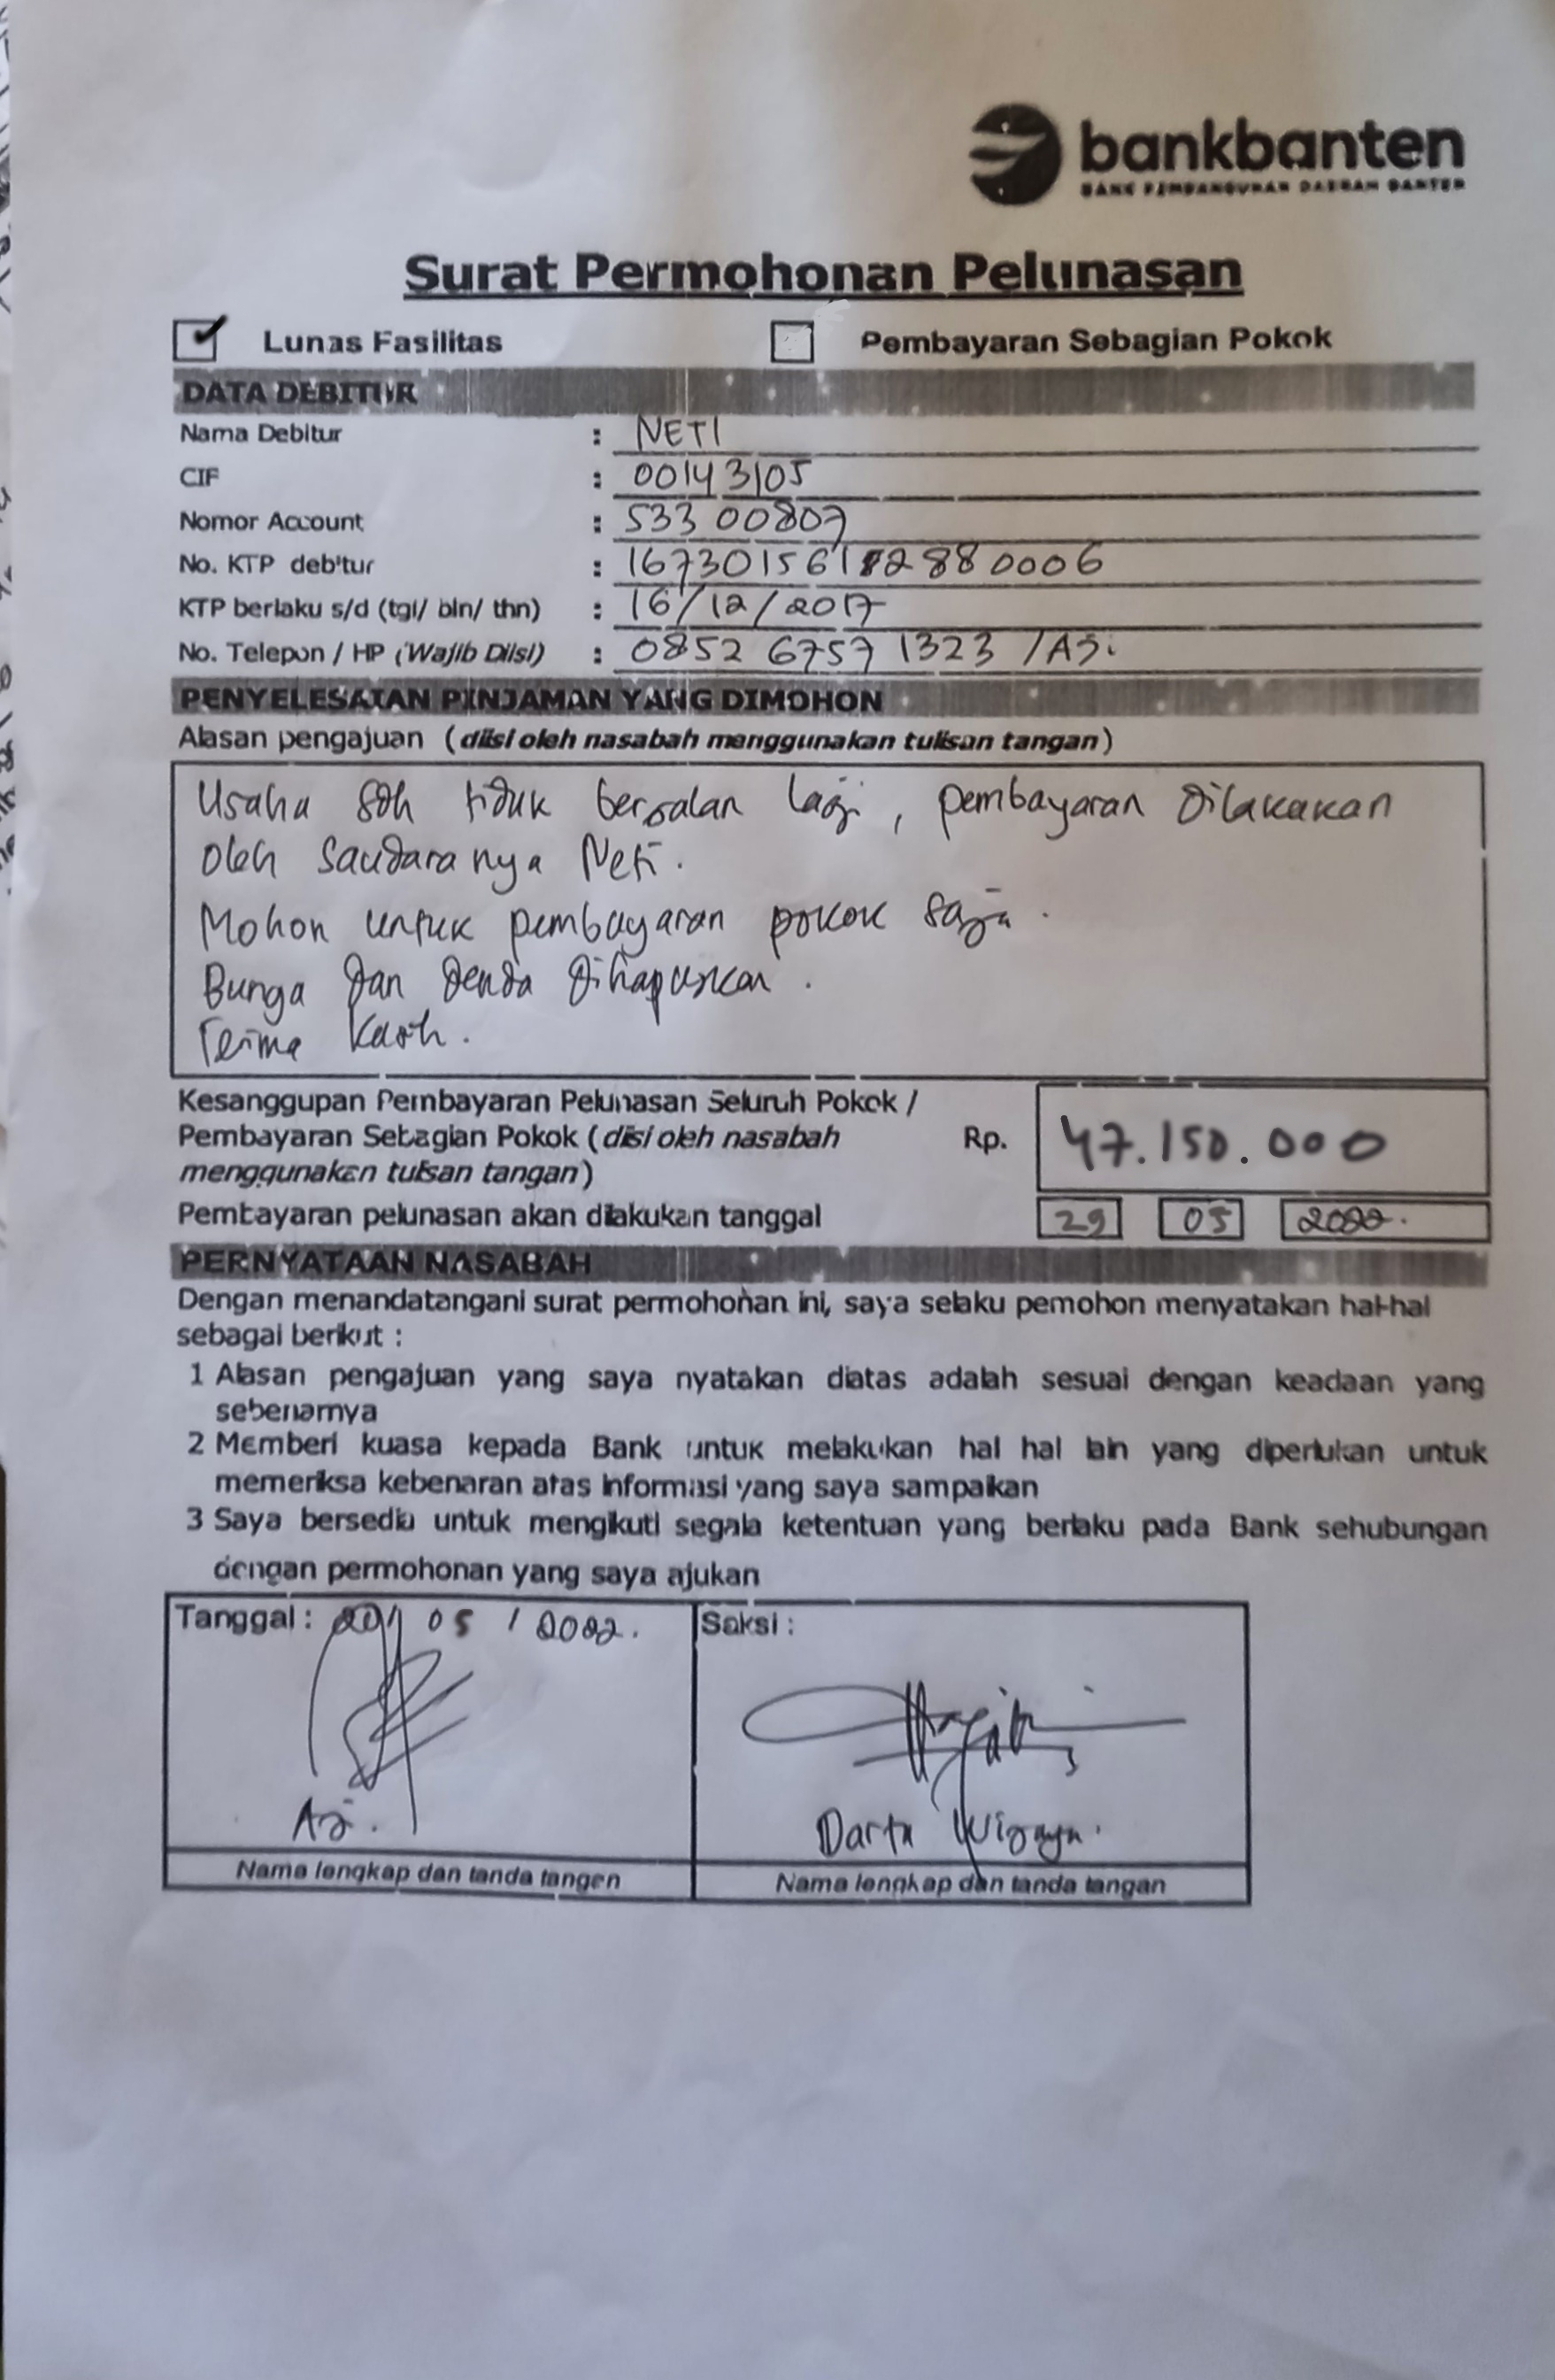 bankbanten
BANK PEMBANGUNAN DAERAH BANTEN
Surat Permohonan Pelunasan
Lunas Fasilitas
Pembayaran Sebagian Pokok
DATA DEBITUR
Nama Debitur : NETI
CIF : 00143105
Nomor Account : 53300807
No. KTP debitur :
KTP berlaku s/d (tgl/ bln/ thn) : 16/12/2017
No. Telepon / HP (Wajib Diisi) : 0852 6757 1323 /Aji
PENYELESAIAN PINJAMAN YANG DIMOHON
Alasan pengajuan (diisi oleh nasabah menggunakan tulisan tangan)
Usaha sdh tidak berjalan lagi, pembayaran dilakukan
oleh saudaranya Neti.
Mohon untuk pembayaran pokok saja.
Bunga dan denda dihapuskan.
Terima kasih.
Kesanggupan Pembayaran Pelunasan Seluruh Pokok /
Pembayaran Sebagian Pokok (diisi oleh nasabah Rp. 47.150.000
menggunakan tulisan tangan)
Pembayaran pelunasan akan dilakukan tanggal 29 05 2022.
PERNYATAAN NASABAH
Dengan menandatangani surat permohonan ini, saya selaku pemohon menyatakan hal-hal
sebagai berikut :
1 Alasan pengajuan yang saya nyatakan diatas adalah sesuai dengan keadaan yang
sebenarnya
2 Memberi kuasa kepada Bank untuk melakukan hal hal lain yang diperlukan untuk
memeriksa kebenaran atas informasi yang saya sampaikan
3 Saya bersedia untuk mengikuti segala ketentuan yang berlaku pada Bank sehubungan
dengan permohonan yang saya ajukan
Tanggal : 20/ 05 / 2022.
Saksi :
Aji.
Darta Wijaya.
Nama lengkap dan tanda tangan
Nama lengkap dan tanda tangan